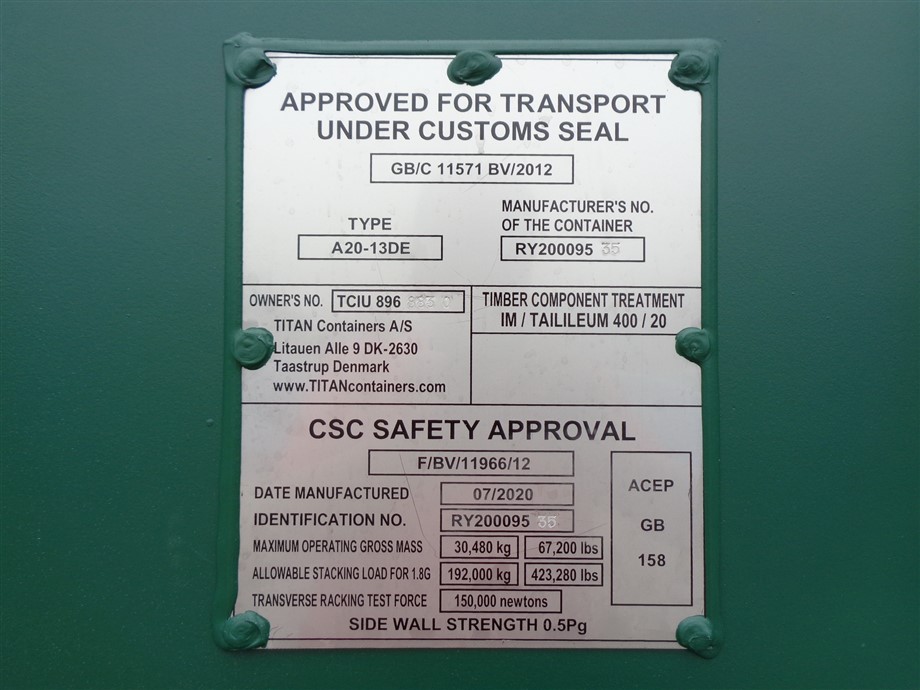 APPROVED FOR TRANSPORT
UNDER CUSTOMS SEAL
GB/C 11571 BV/2012
TYPE
A20-13DE
MANUFACTURER'S NO.
OF THE CONTAINER
RY200095 35
OWNER'S NO. TCIU 896
TITAN Containers A/S
Litauen Alle 9 DK-2630
Taastrup Denmark
www.TITANcontainers.com
TIMBER COMPONENT TREATMENT
IM / TAILILEUM 400 / 20
CSC SAFETY APPROVAL
F/BV/11966/12
DATE MANUFACTURED 07/2020
IDENTIFICATION NO. RY200095 35
MAXIMUM OPERATING GROSS MASS 30,480 kg 67,200 lbs
ALLOWABLE STACKING LOAD FOR 1.8G 192,000 kg 423,280 lbs
TRANSVERSE RACKING TEST FORCE 150,000 newtons
SIDE WALL STRENGTH 0.5Pg
ACEP
GB
158